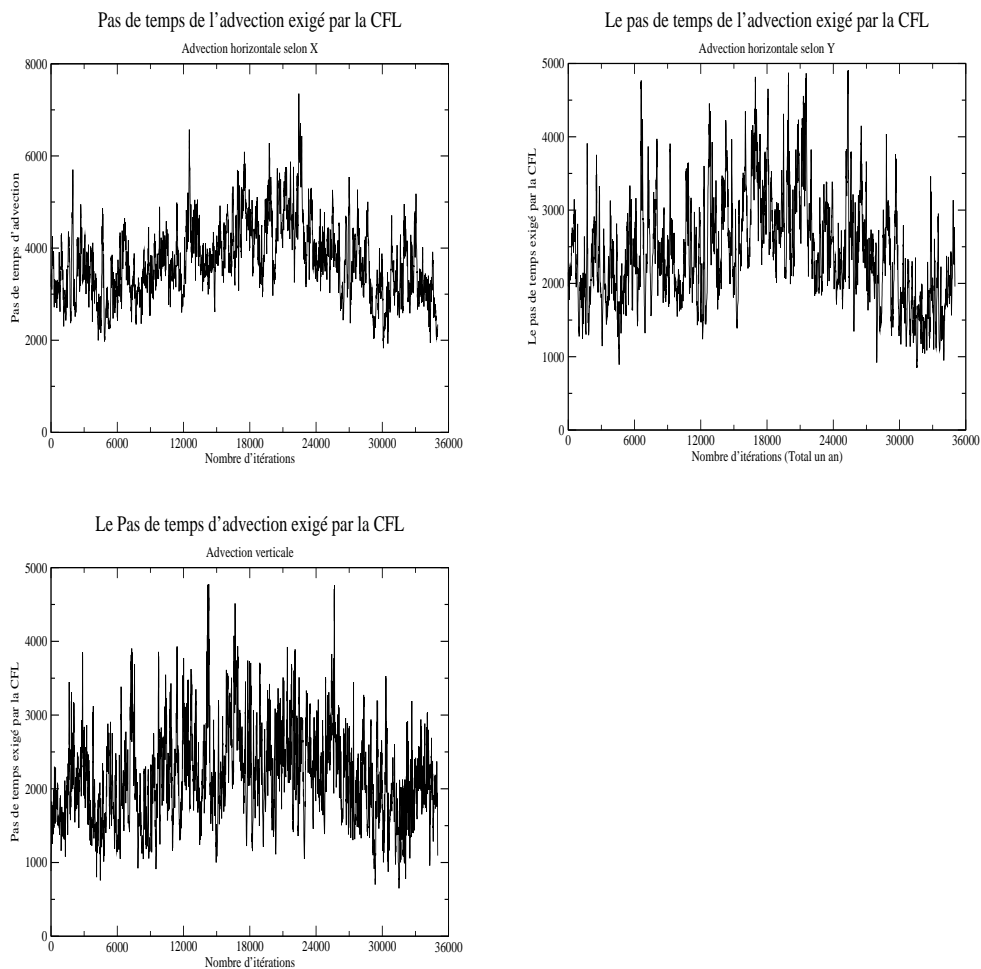 Pas de temps de l'advection exigé par la CFL
Advection horizontale selon X
8000
6000
4000
2000
0
Pas de temps d'advection
0 6000 12000 18000 24000 30000 36000
Nombre d'itérations
Le pas de temps de l'advection exigé par la CFL
Advection horizontale selon Y
5000
4000
3000
2000
1000
0
Le pas de temps exigé par la CFL
0 6000 12000 18000 24000 30000 36000
Nombre d'itérations (Total un an)
Le Pas de temps d'advection exigé par la CFL
Advection verticale
5000
4000
3000
2000
1000
0
Pas de temps exigé par la CFL
0 6000 12000 18000 24000 30000 36000
Nombre d'itérations